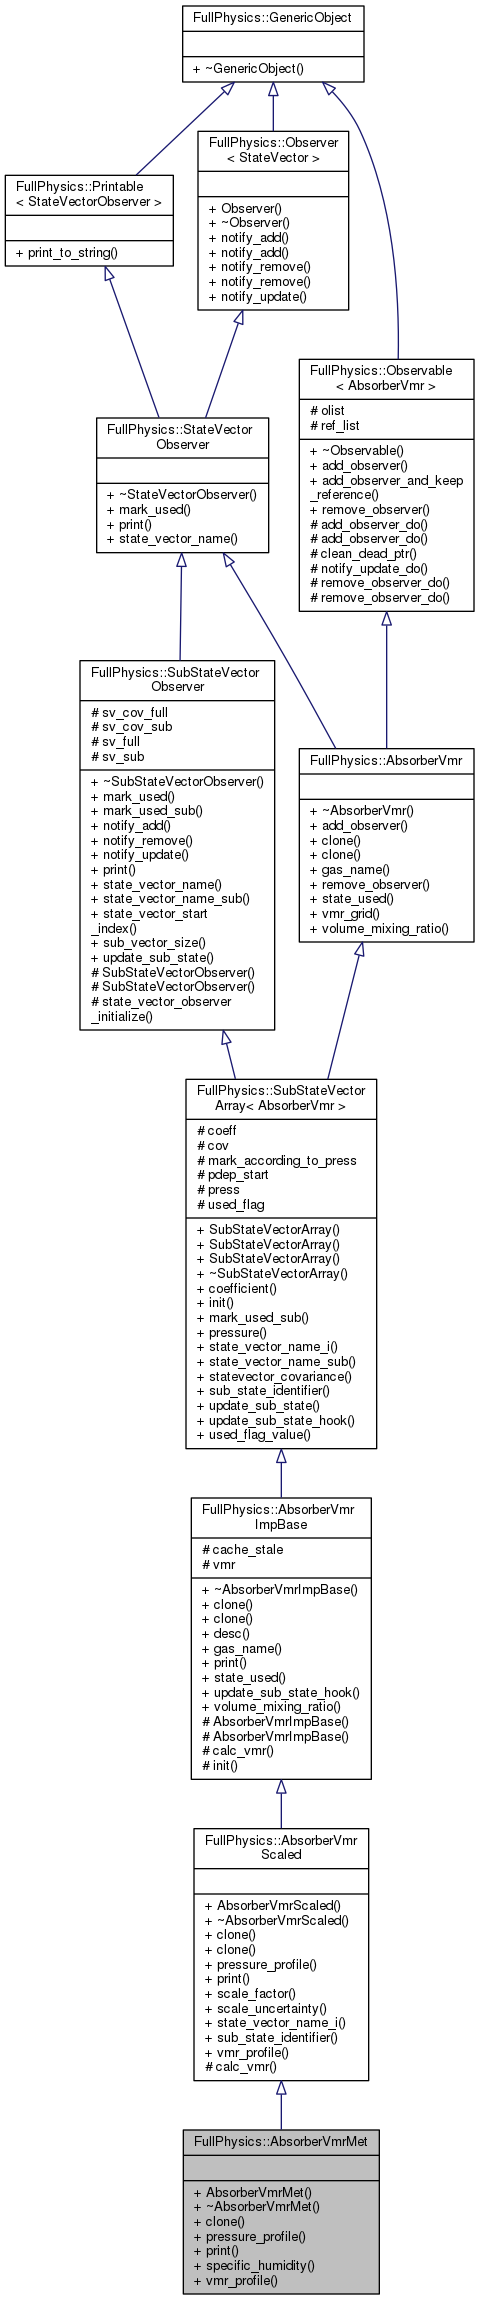 FullPhysics::GenericObject
+ ~GenericObject()
FullPhysics::Observer
< StateVector >
+ Observer()
+ ~Observer()
+ notify_add()
+ notify_add()
+ notify_remove()
+ notify_remove()
+ notify_update()
FullPhysics::Printable
< StateVectorObserver >
+ print_to_string()
FullPhysics::Observable
< AbsorberVmr >
# olist
# ref_list
+ ~Observable()
+ add_observer()
+ add_observer_and_keep
_reference()
+ remove_observer()
# add_observer_do()
# add_observer_do()
# clean_dead_ptr()
# notify_update_do()
# remove_observer_do()
# remove_observer_do()
FullPhysics::StateVector
Observer
+ ~StateVectorObserver()
+ mark_used()
+ print()
+ state_vector_name()
FullPhysics::SubStateVector
Observer
# sv_cov_full
# sv_cov_sub
# sv_full
# sv_sub
+ ~SubStateVectorObserver()
+ mark_used()
+ mark_used_sub()
+ notify_add()
+ notify_remove()
+ notify_update()
+ print()
+ state_vector_name()
+ state_vector_name_sub()
+ state_vector_start
_index()
+ sub_vector_size()
+ update_sub_state()
# SubStateVectorObserver()
# SubStateVectorObserver()
# state_vector_observer
_initialize()
FullPhysics::AbsorberVmr
+ ~AbsorberVmr()
+ add_observer()
+ clone()
+ clone()
+ gas_name()
+ remove_observer()
+ state_used()
+ vmr_grid()
+ volume_mixing_ratio()
FullPhysics::SubStateVector
Array< AbsorberVmr >
# coeff
# cov
# mark_according_to_press
# pdep_start
# press
# used_flag
+ SubStateVectorArray()
+ SubStateVectorArray()
+ SubStateVectorArray()
+ ~SubStateVectorArray()
+ coefficient()
+ init()
+ mark_used_sub()
+ pressure()
+ state_vector_name_i()
+ state_vector_name_sub()
+ statevector_covariance()
+ sub_state_identifier()
+ update_sub_state()
+ update_sub_state_hook()
+ used_flag_value()
FullPhysics::AbsorberVmr
ImpBase
# cache_stale
# vmr
+ ~AbsorberVmrImpBase()
+ clone()
+ clone()
+ desc()
+ gas_name()
+ print()
+ state_used()
+ update_sub_state_hook()
+ volume_mixing_ratio()
# AbsorberVmrImpBase()
# AbsorberVmrImpBase()
# calc_vmr()
# init()
FullPhysics::AbsorberVmr
Scaled
+ AbsorberVmrScaled()
+ ~AbsorberVmrScaled()
+ clone()
+ clone()
+ pressure_profile()
+ print()
+ scale_factor()
+ scale_uncertainty()
+ state_vector_name_i()
+ sub_state_identifier()
+ vmr_profile()
# calc_vmr()
FullPhysics::AbsorberVmrMet
+ AbsorberVmrMet()
+ ~AbsorberVmrMet()
+ clone()
+ pressure_profile()
+ print()
+ specific_humidity()
+ vmr_profile()